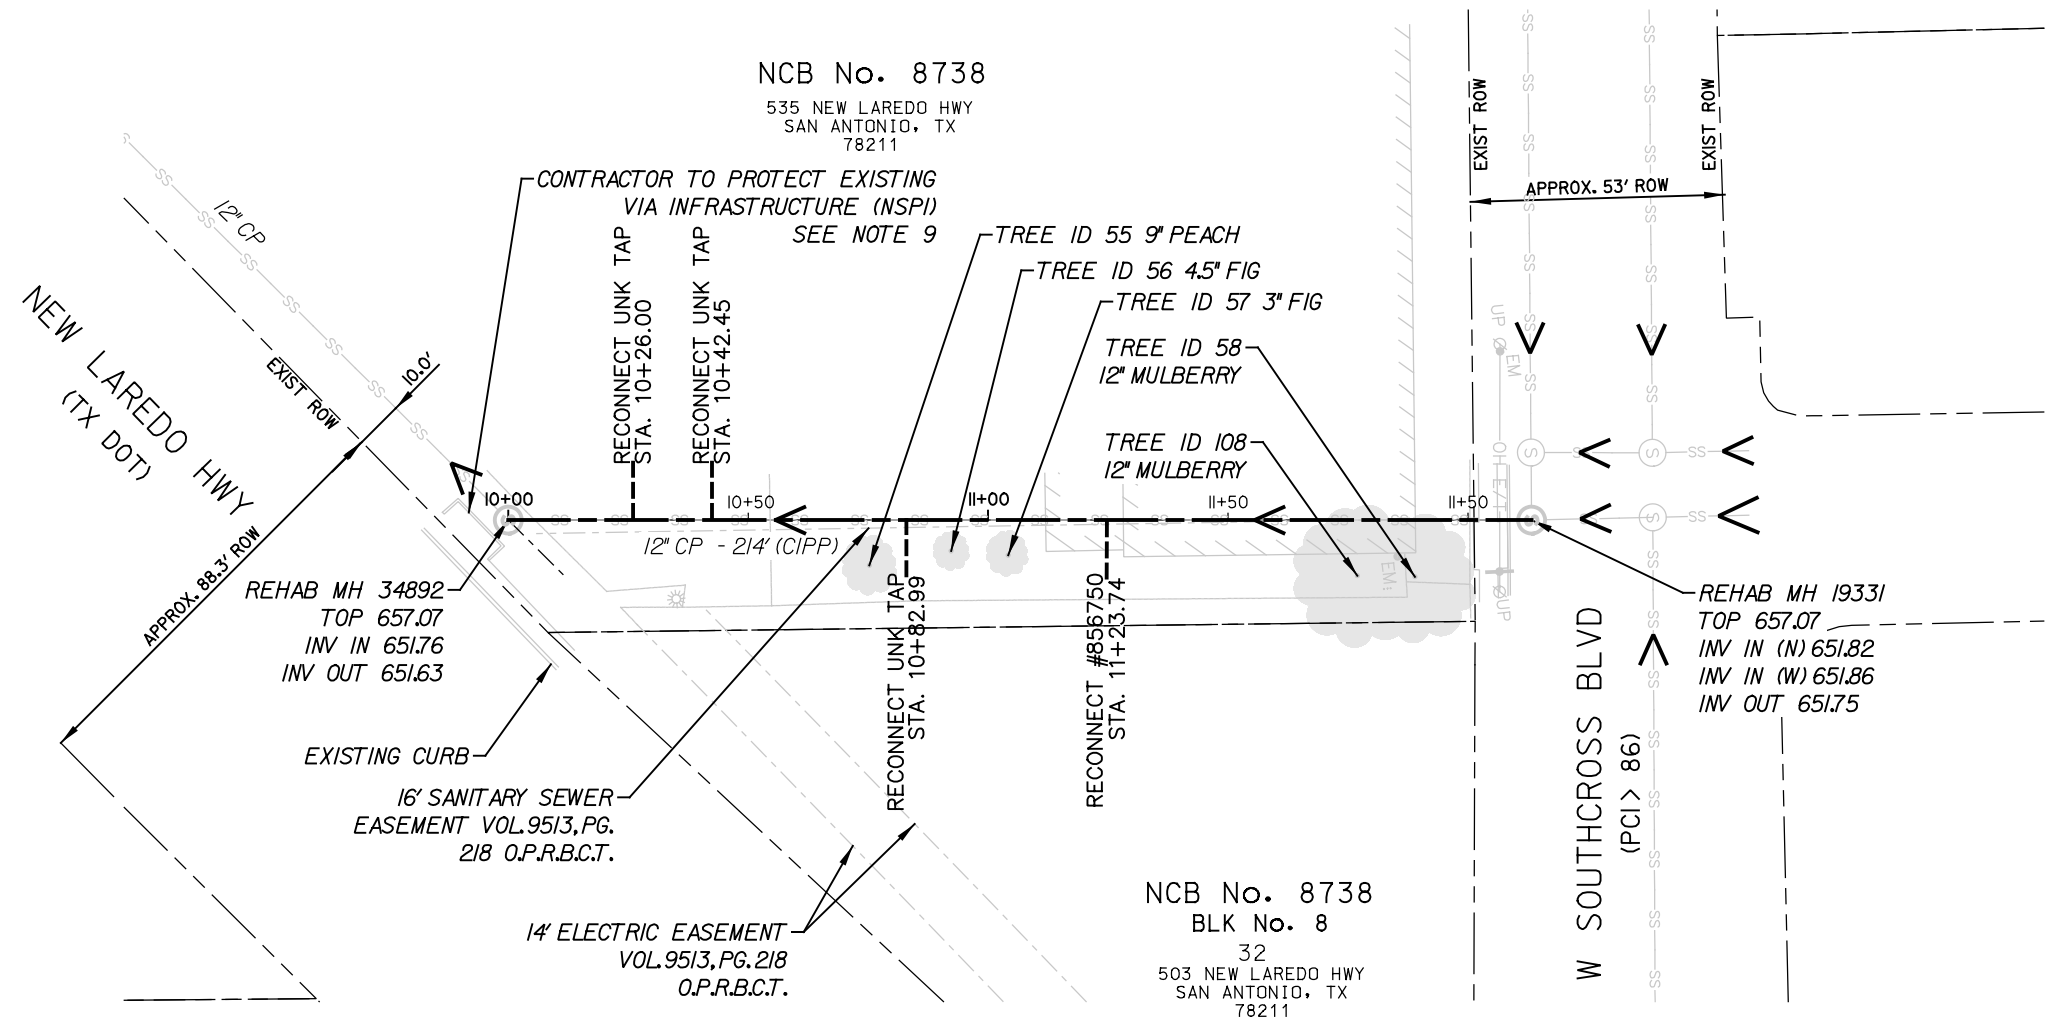 NCB No. 8738
535 NEW LAREDO HWY
SAN ANTONIO, TX
78211
CONTRACTOR TO PROTECT EXISTING
VIA INFRASTRUCTURE (NSPI)
SEE NOTE 9
12" CP
NEW LAREDO HWY
(TX DOT)
EXIST ROW
10.0'
APPROX. 88.3' ROW
RECONNECT UNK TAP
STA. 10+26.00
RECONNECT UNK TAP
STA. 10+42.45
TREE ID 55 9" PEACH
TREE ID 56 4.5" FIG
TREE ID 57 3" FIG
TREE ID 58
12" MULBERRY
TREE ID 108
12" MULBERRY
EXIST ROW
EXIST ROW
APPROX. 53' ROW
UP
EM
OHE/T
UP
EM
10+00
10+50
11+00
11+50
11+50
12" CP - 214' (CIPP)
SS
S
S
S
REHAB MH 34892
TOP 657.07
INV IN 651.76
INV OUT 651.63
EXISTING CURB
16' SANITARY SEWER
EASEMENT VOL.9513,PG.
218 O.P.R.B.C.T.
14' ELECTRIC EASEMENT
VOL.9513,PG.218
O.P.R.B.C.T.
RECONNECT UNK TAP
STA. 10+82.99
RECONNECT #856750
STA. 11+23.74
REHAB MH 19331
TOP 657.07
INV IN (N) 651.82
INV IN (W) 651.86
INV OUT 651.75
W SOUTHCROSS BLVD
(PCI> 86)
NCB No. 8738
BLK No. 8
32
503 NEW LAREDO HWY
SAN ANTONIO, TX
78211